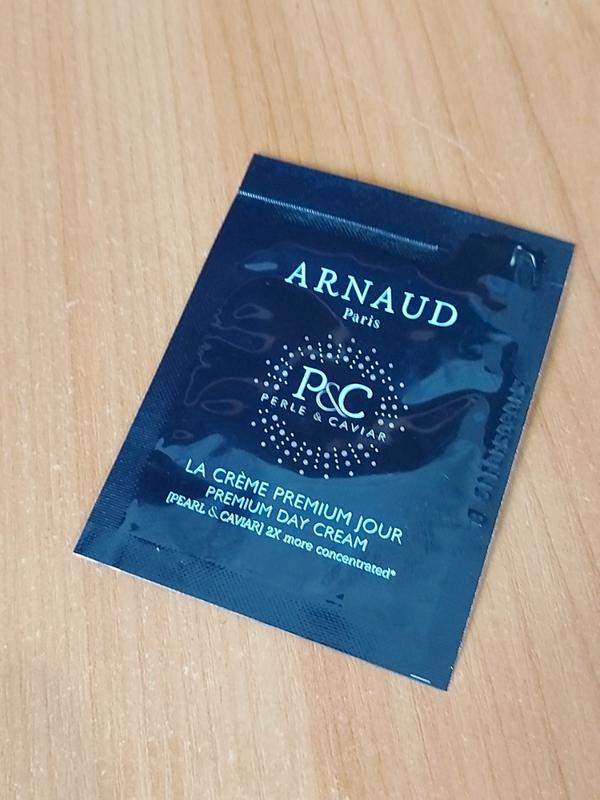 ARNAUD
Paris
P&C
PERLE & CAVIAR
LA CRÈME PREMIUM JOUR
PREMIUM DAY CREAM
[PEARL & CAVIAR] 2X more concentrated*